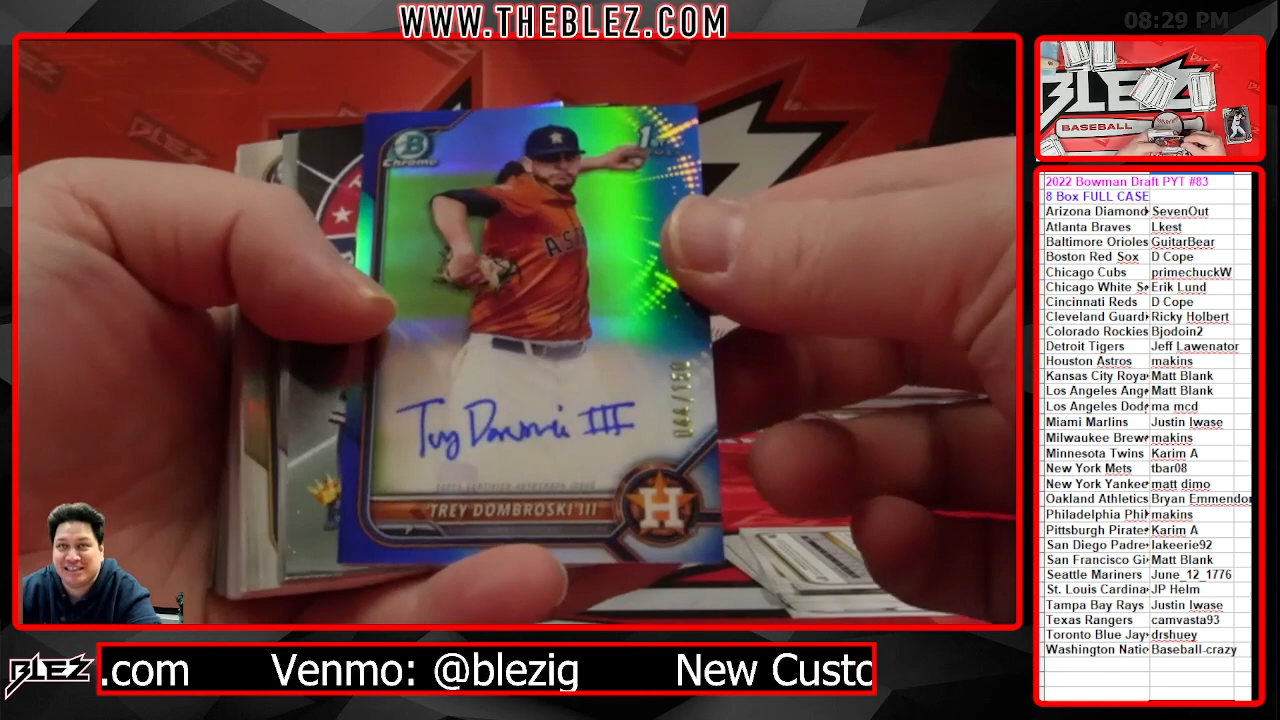 WWW.THEBLEZ.COM
08:29 PM
BLEZ
BASEBALL
Chrome
1st
ASTR
044/150
Trey Dombroski III
TREY DOMBROSKI III
H
2022 Bowman Draft PYT #83
8 Box FULL CASE
Arizona Diamond SevenOut
Atlanta Braves Lkest
Baltimore Orioles GuitarBear
Boston Red Sox D Cope
Chicago Cubs primechuckW
Chicago White S Erik Lund
Cincinnati Reds D Cope
Cleveland Guard Ricky Holbert
Colorado Rockies Bjodoin2
Detroit Tigers Jeff Lawenator
Houston Astros makins
Kansas City Roya Matt Blank
Los Angeles Ang Matt Blank
Los Angeles Dod ma mcd
Miami Marlins Justin Iwase
Milwaukee Brew makins
Minnesota Twins Karim A
New York Mets tbar08
New York Yankee matt dimo
Oakland Athletics Bryan Emmendor
Philadelphia Phi makins
Pittsburgh Pirate Karim A
San Diego Padre lakeerie92
San Francisco Gi Matt Blank
Seattle Mariners June_12_1776
St. Louis Cardina JP Helm
Tampa Bay Rays Justin Iwase
Texas Rangers camvasta93
Toronto Blue Jay drshuey
Washington Natio Baseball-crazy
BLEZ
.com Venmo: @blezig New Custo